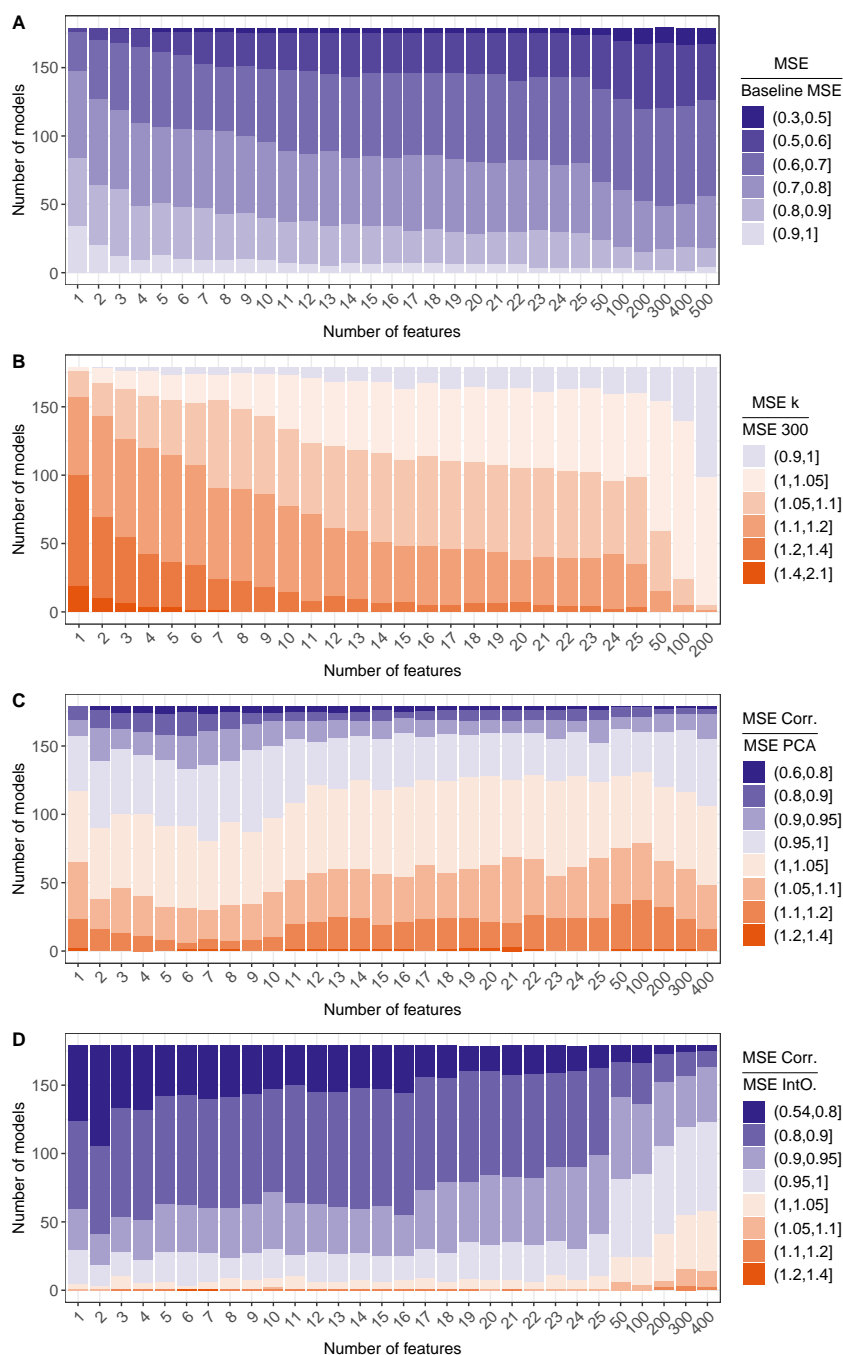 A
Number of models
150
100
50
0
1 2 3 4 5 6 7 8 9 10 11 12 13 14 15 16 17 18 19 20 21 22 23 24 25 50 100 200 300 400 500
Number of features
MSE
Baseline MSE
(0.3,0.5]
(0.5,0.6]
(0.6,0.7]
(0.7,0.8]
(0.8,0.9]
(0.9,1]
B
Number of models
150
100
50
0
1 2 3 4 5 6 7 8 9 10 11 12 13 14 15 16 17 18 19 20 21 22 23 24 25 50 100 200
Number of features
MSE k
MSE 300
(0.9,1]
(1,1.05]
(1.05,1.1]
(1.1,1.2]
(1.2,1.4]
(1.4,2.1]
C
Number of models
150
100
50
0
1 2 3 4 5 6 7 8 9 10 11 12 13 14 15 16 17 18 19 20 21 22 23 24 25 50 100 200 300 400
Number of features
MSE Corr.
MSE PCA
(0.6,0.8]
(0.8,0.9]
(0.9,0.95]
(0.95,1]
(1,1.05]
(1.05,1.1]
(1.1,1.2]
(1.2,1.4]
D
Number of models
150
100
50
0
1 2 3 4 5 6 7 8 9 10 11 12 13 14 15 16 17 18 19 20 21 22 23 24 25 50 100 200 300 400
Number of features
MSE Corr.
MSE IntO.
(0.54,0.8]
(0.8,0.9]
(0.9,0.95]
(0.95,1]
(1,1.05]
(1.05,1.1]
(1.1,1.2]
(1.2,1.4]